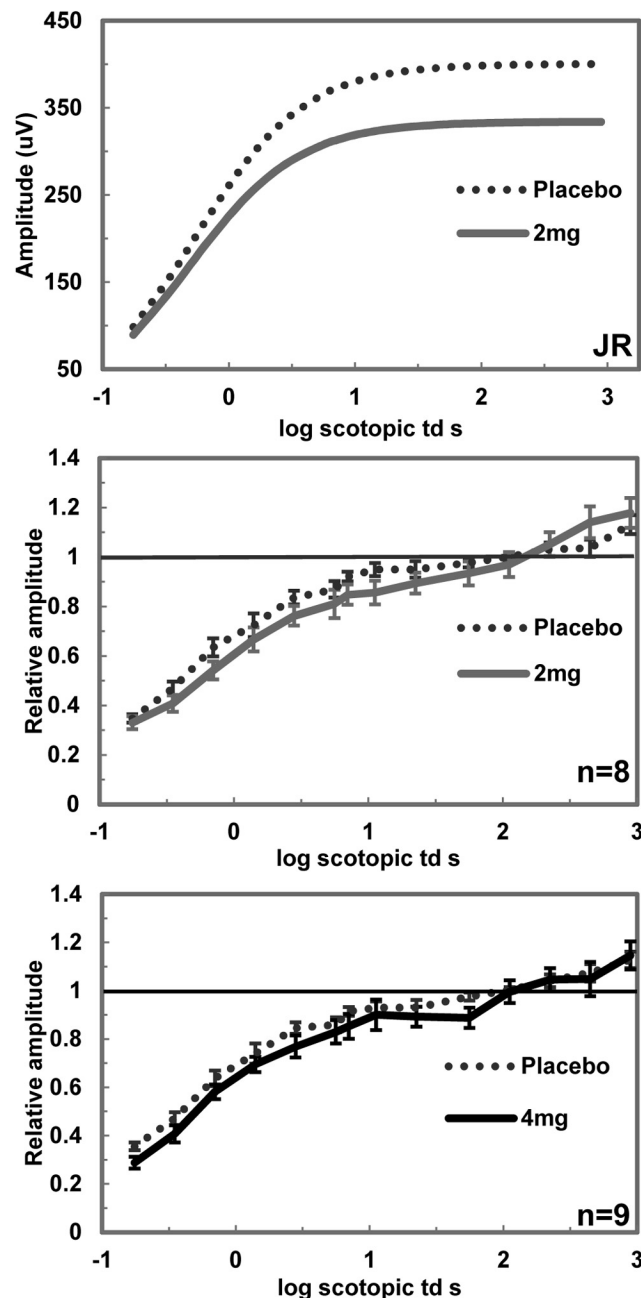 450
350
250
150
50
Amplitude (uV)
Placebo
2mg
JR
-1 0 1 2 3
log scotopic td s
1.4
1.2
1
0.8
0.6
0.4
0.2
0
Relative amplitude
Placebo
2mg
n=8
-1 0 1 2 3
log scotopic td s
1.4
1.2
1
0.8
0.6
0.4
0.2
0
Relative amplitude
Placebo
4mg
n=9
-1 0 1 2 3
log scotopic td s